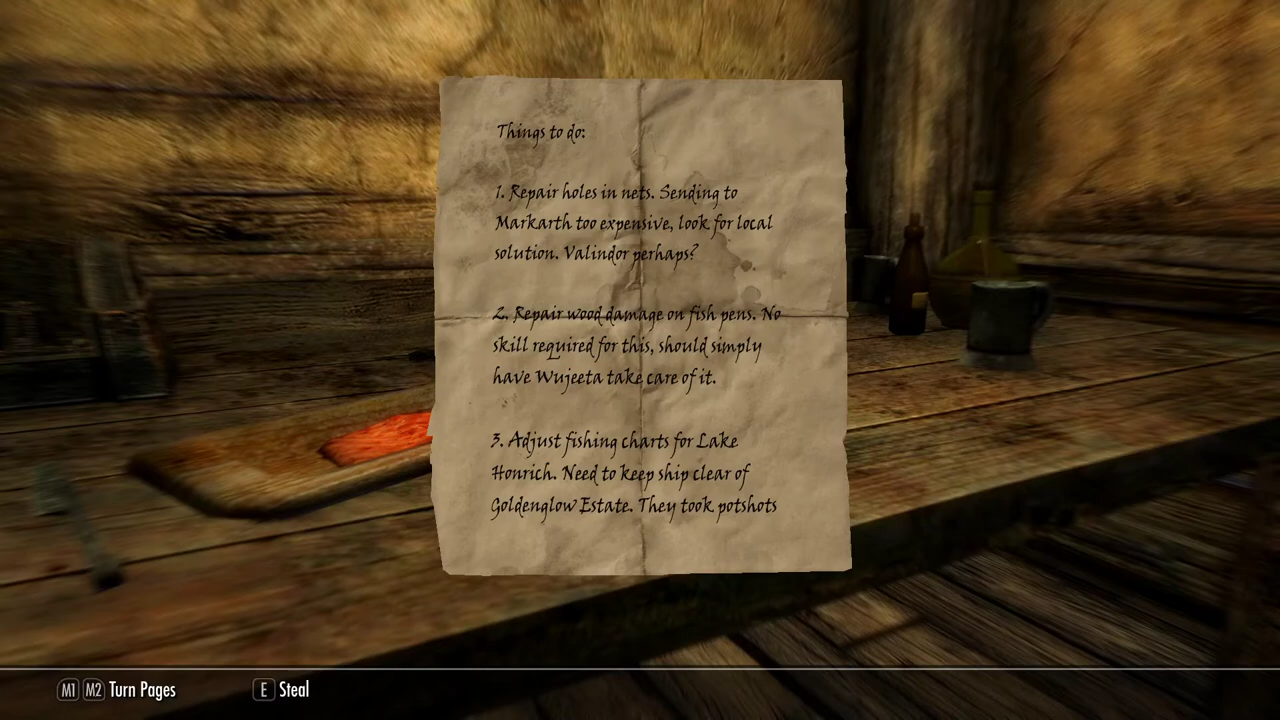 Things to do:
1. Repair holes in nets. Sending to
Markarth too expensive, look for local
solution. Valindor perhaps?
2. Repair wood damage on fish pens. No
skill required for this, should simply
have Wujeeta take care of it.
3. Adjust fishing charts for Lake
Honrich. Need to keep ship clear of
Goldenglow Estate. They took potshots
M1 M2 Turn Pages
E Steal